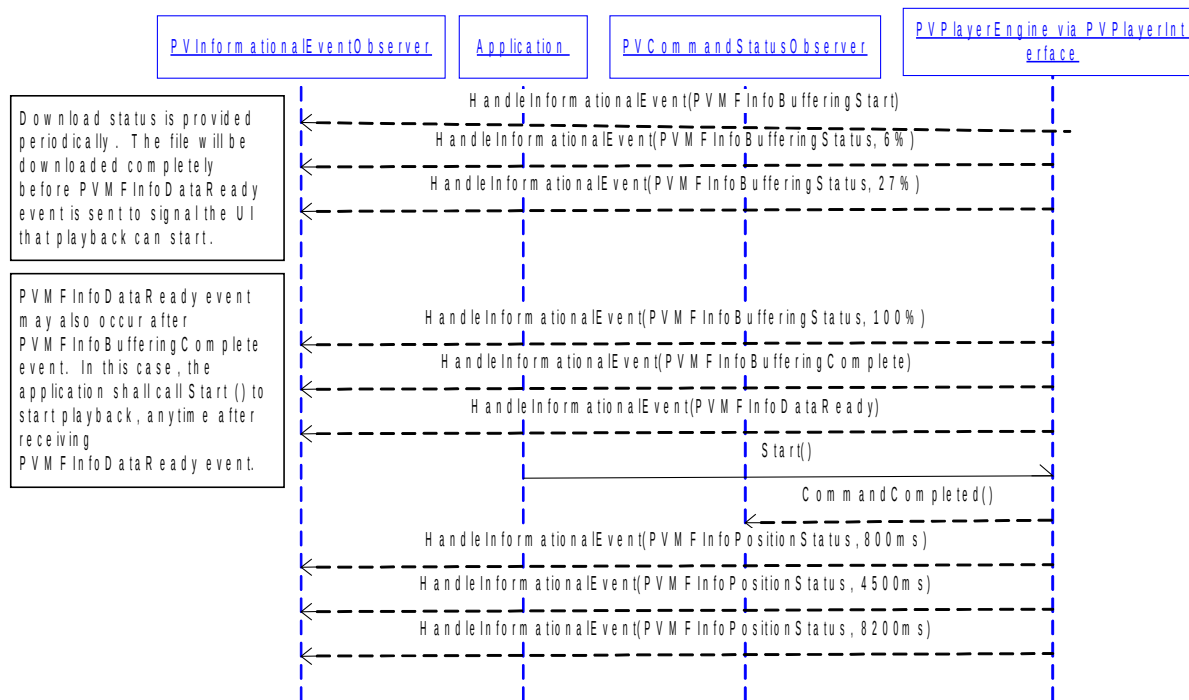 PVInformationalEventObserver
Application
PVCommandStatusObserver
PVPlayerEngine via PVPlayerInt
erface
Download status is provided
periodically. The file will be
downloaded completely
before PVMFInfoDataReady
event is sent to signal the UI
that playback can start.
PVMFInfoDataReady event
may also occur after
PVMFInfoBufferingComplete
event. In this case, the
application shall call Start () to
start playback, anytime after
receiving
PVMFInfoDataReady event.
HandleInformationalEvent(PVMFInfoBufferingStart)
HandleInformationalEvent(PVMFInfoBufferingStatus, 6%)
HandleInformationalEvent(PVMFInfoBufferingStatus, 27%)
HandleInformationalEvent(PVMFInfoBufferingStatus, 100%)
HandleInformationalEvent(PVMFInfoBufferingComplete)
HandleInformationalEvent(PVMFInfoDataReady)
Start()
CommandCompleted()
HandleInformationalEvent(PVMFInfoPositionStatus, 800ms)
HandleInformationalEvent(PVMFInfoPositionStatus, 4500ms)
HandleInformationalEvent(PVMFInfoPositionStatus, 8200ms)